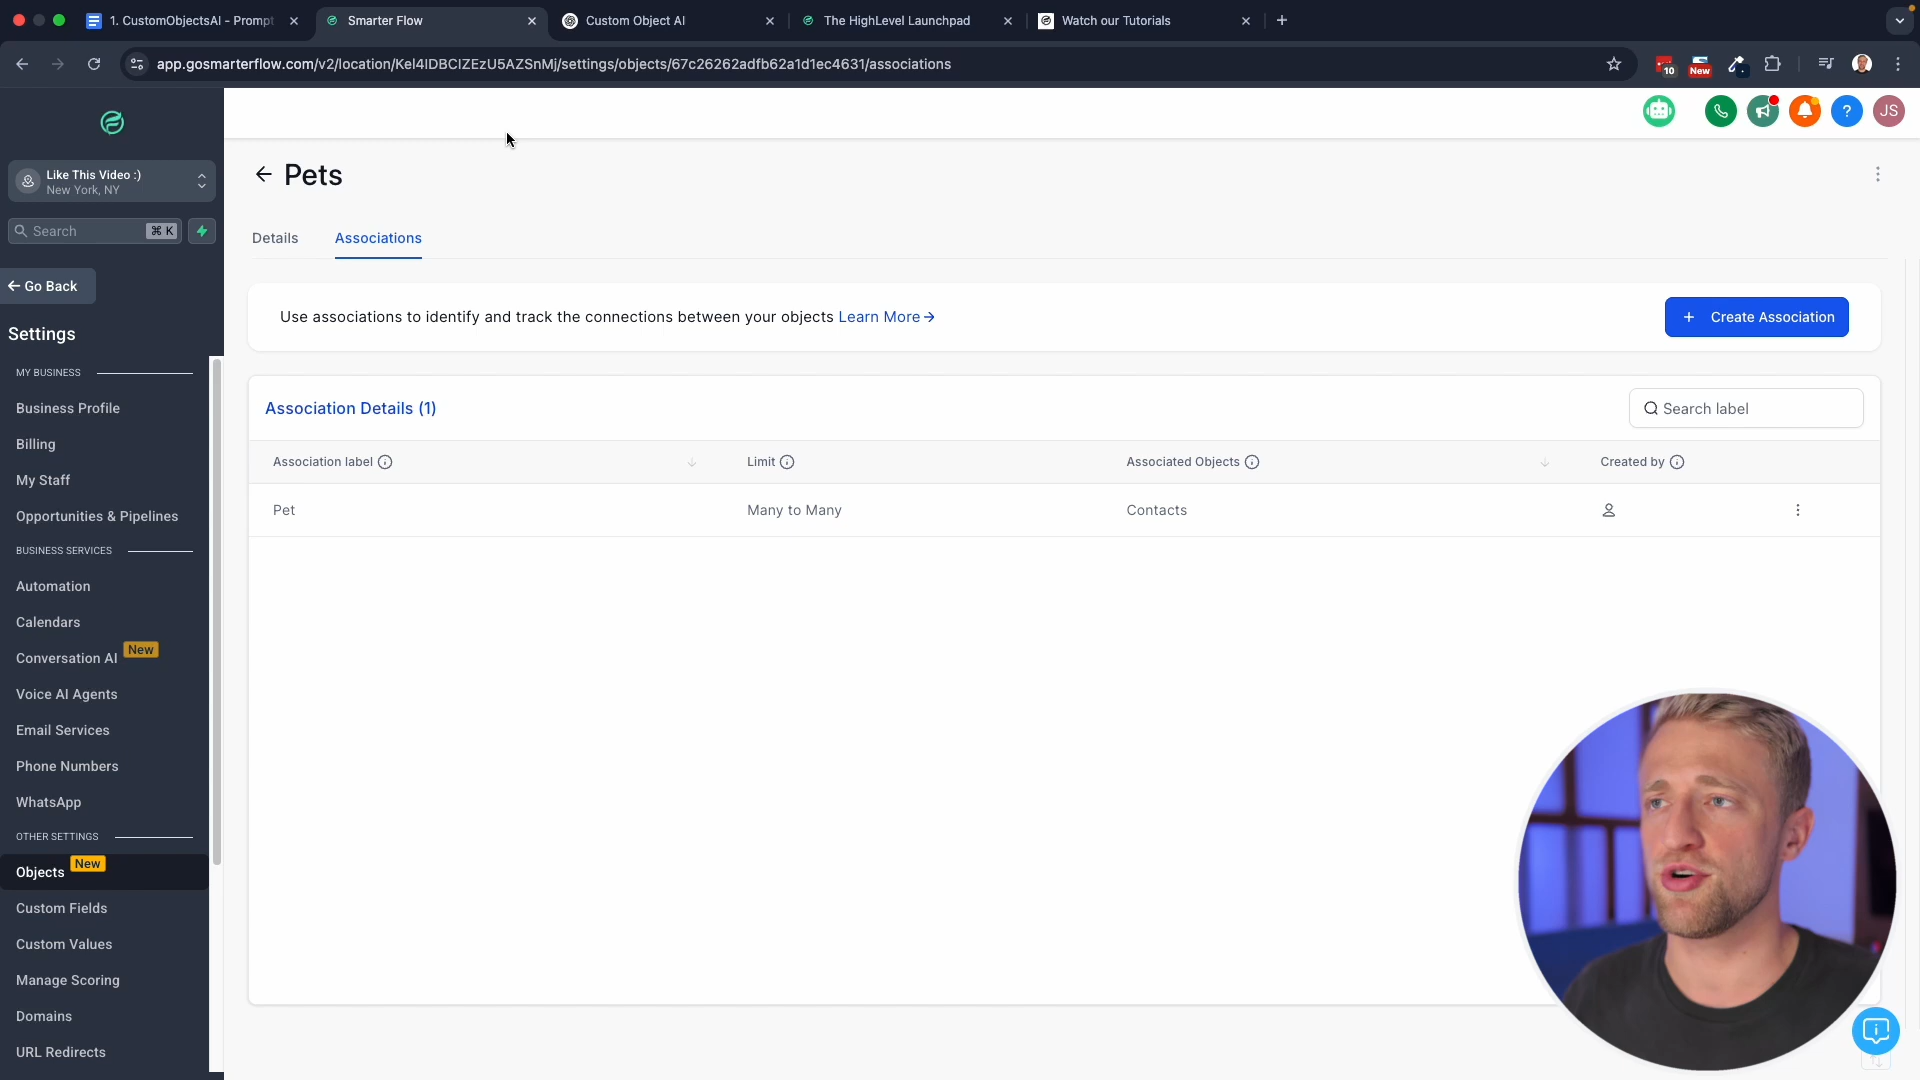 1. CustomObjectsAI - Prompt
Smarter Flow
Custom Object AI
The HighLevel Launchpad
Watch our Tutorials
app.gosmarterflow.com/v2/location/Kel4IDBCIZEzU5AZSnMj/settings/objects/67c26262adfb62a1d1ec4631/associations
10
New
JS
Like This Video :)
New York, NY
Search
⌘ K
Go Back
Settings
MY BUSINESS
Business Profile
Billing
My Staff
Opportunities & Pipelines
BUSINESS SERVICES
Automation
Calendars
Conversation AI New
Voice AI Agents
Email Services
Phone Numbers
WhatsApp
OTHER SETTINGS
Objects New
Custom Fields
Custom Values
Manage Scoring
Domains
URL Redirects
Pets
Details
Associations
Use associations to identify and track the connections between your objects Learn More
Create Association
Association Details (1)
Search label
Association label
Limit
Associated Objects
Created by
Pet
Many to Many
Contacts